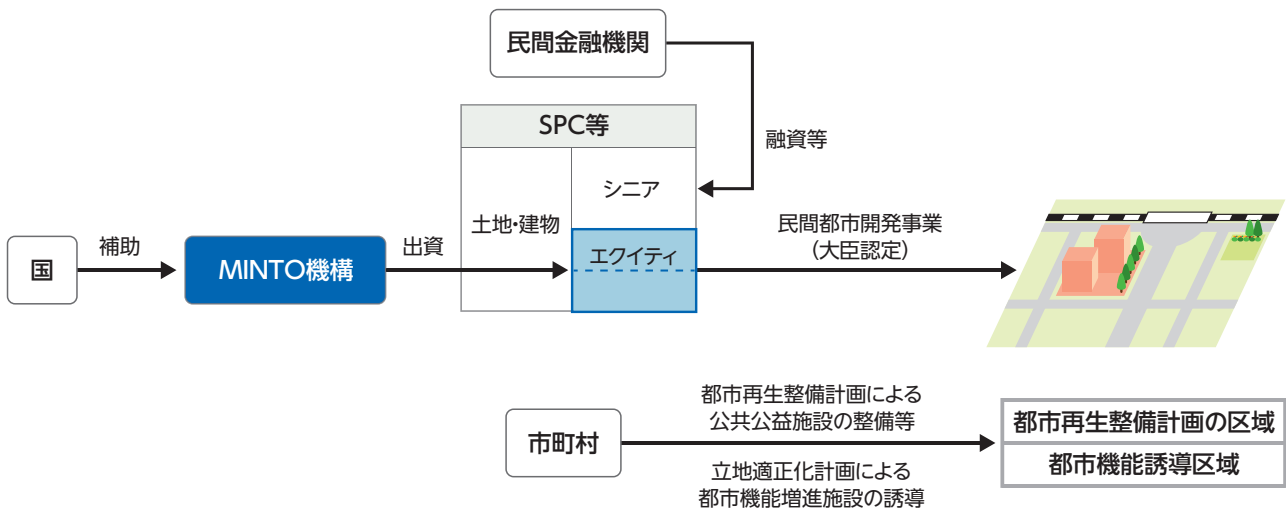 民間金融機関
SPC等
融資等
シニア
土地・建物
民間都市開発事業
(大臣認定)
国
補助
MINTO機構
出資
エクイティ
都市再生整備計画による
公共公益施設の整備等
市町村
立地適正化計画による
都市機能増進施設の誘導
都市再生整備計画の区域
都市機能誘導区域